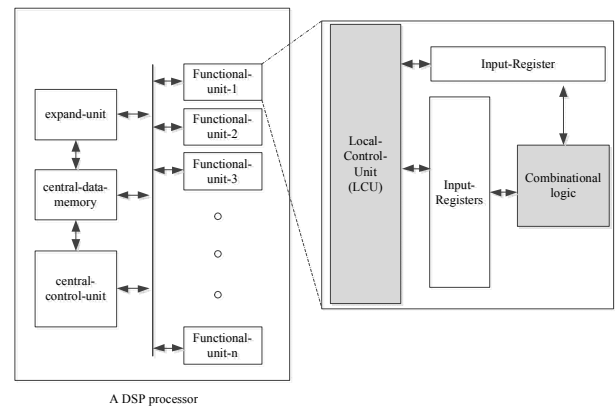 expand-unit
central-data-
memory
central-
control-unit
Functional-
unit-1
Functional-
unit-2
Functional-
unit-3
Functional-
unit-n
A DSP processor
Local-
Control-
Unit
(LCU)
Input-Register
Input-
Registers
Combinational
logic